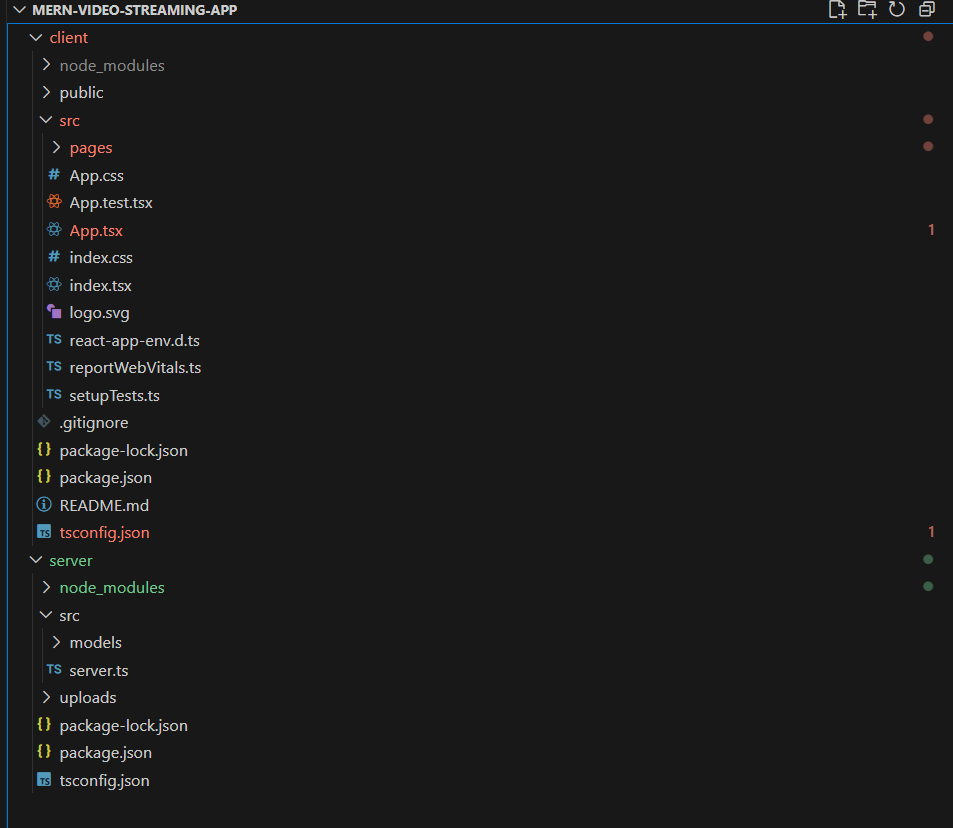 MERN-VIDEO-STREAMING-APP
client
node_modules
public
src
pages
# App.css
App.test.tsx
App.tsx 1
# index.css
index.tsx
logo.svg
TS react-app-env.d.ts
TS reportWebVitals.ts
TS setupTests.ts
.gitignore
{} package-lock.json
{} package.json
README.md
TS tsconfig.json 1
server
node_modules
src
models
TS server.ts
uploads
{} package-lock.json
{} package.json
TS tsconfig.json